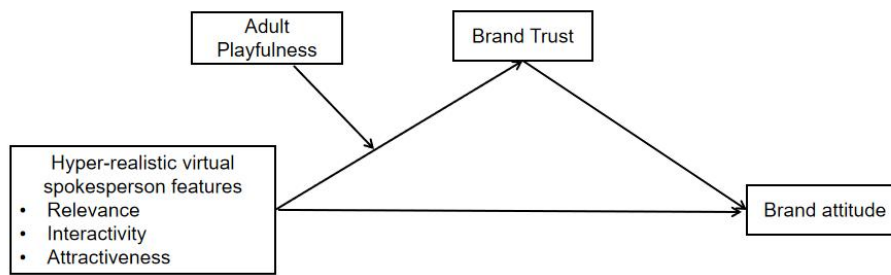 Adult
Playfulness
Brand Trust
Hyper-realistic virtual
spokesperson features
• Relevance
• Interactivity
• Attractiveness
Brand attitude